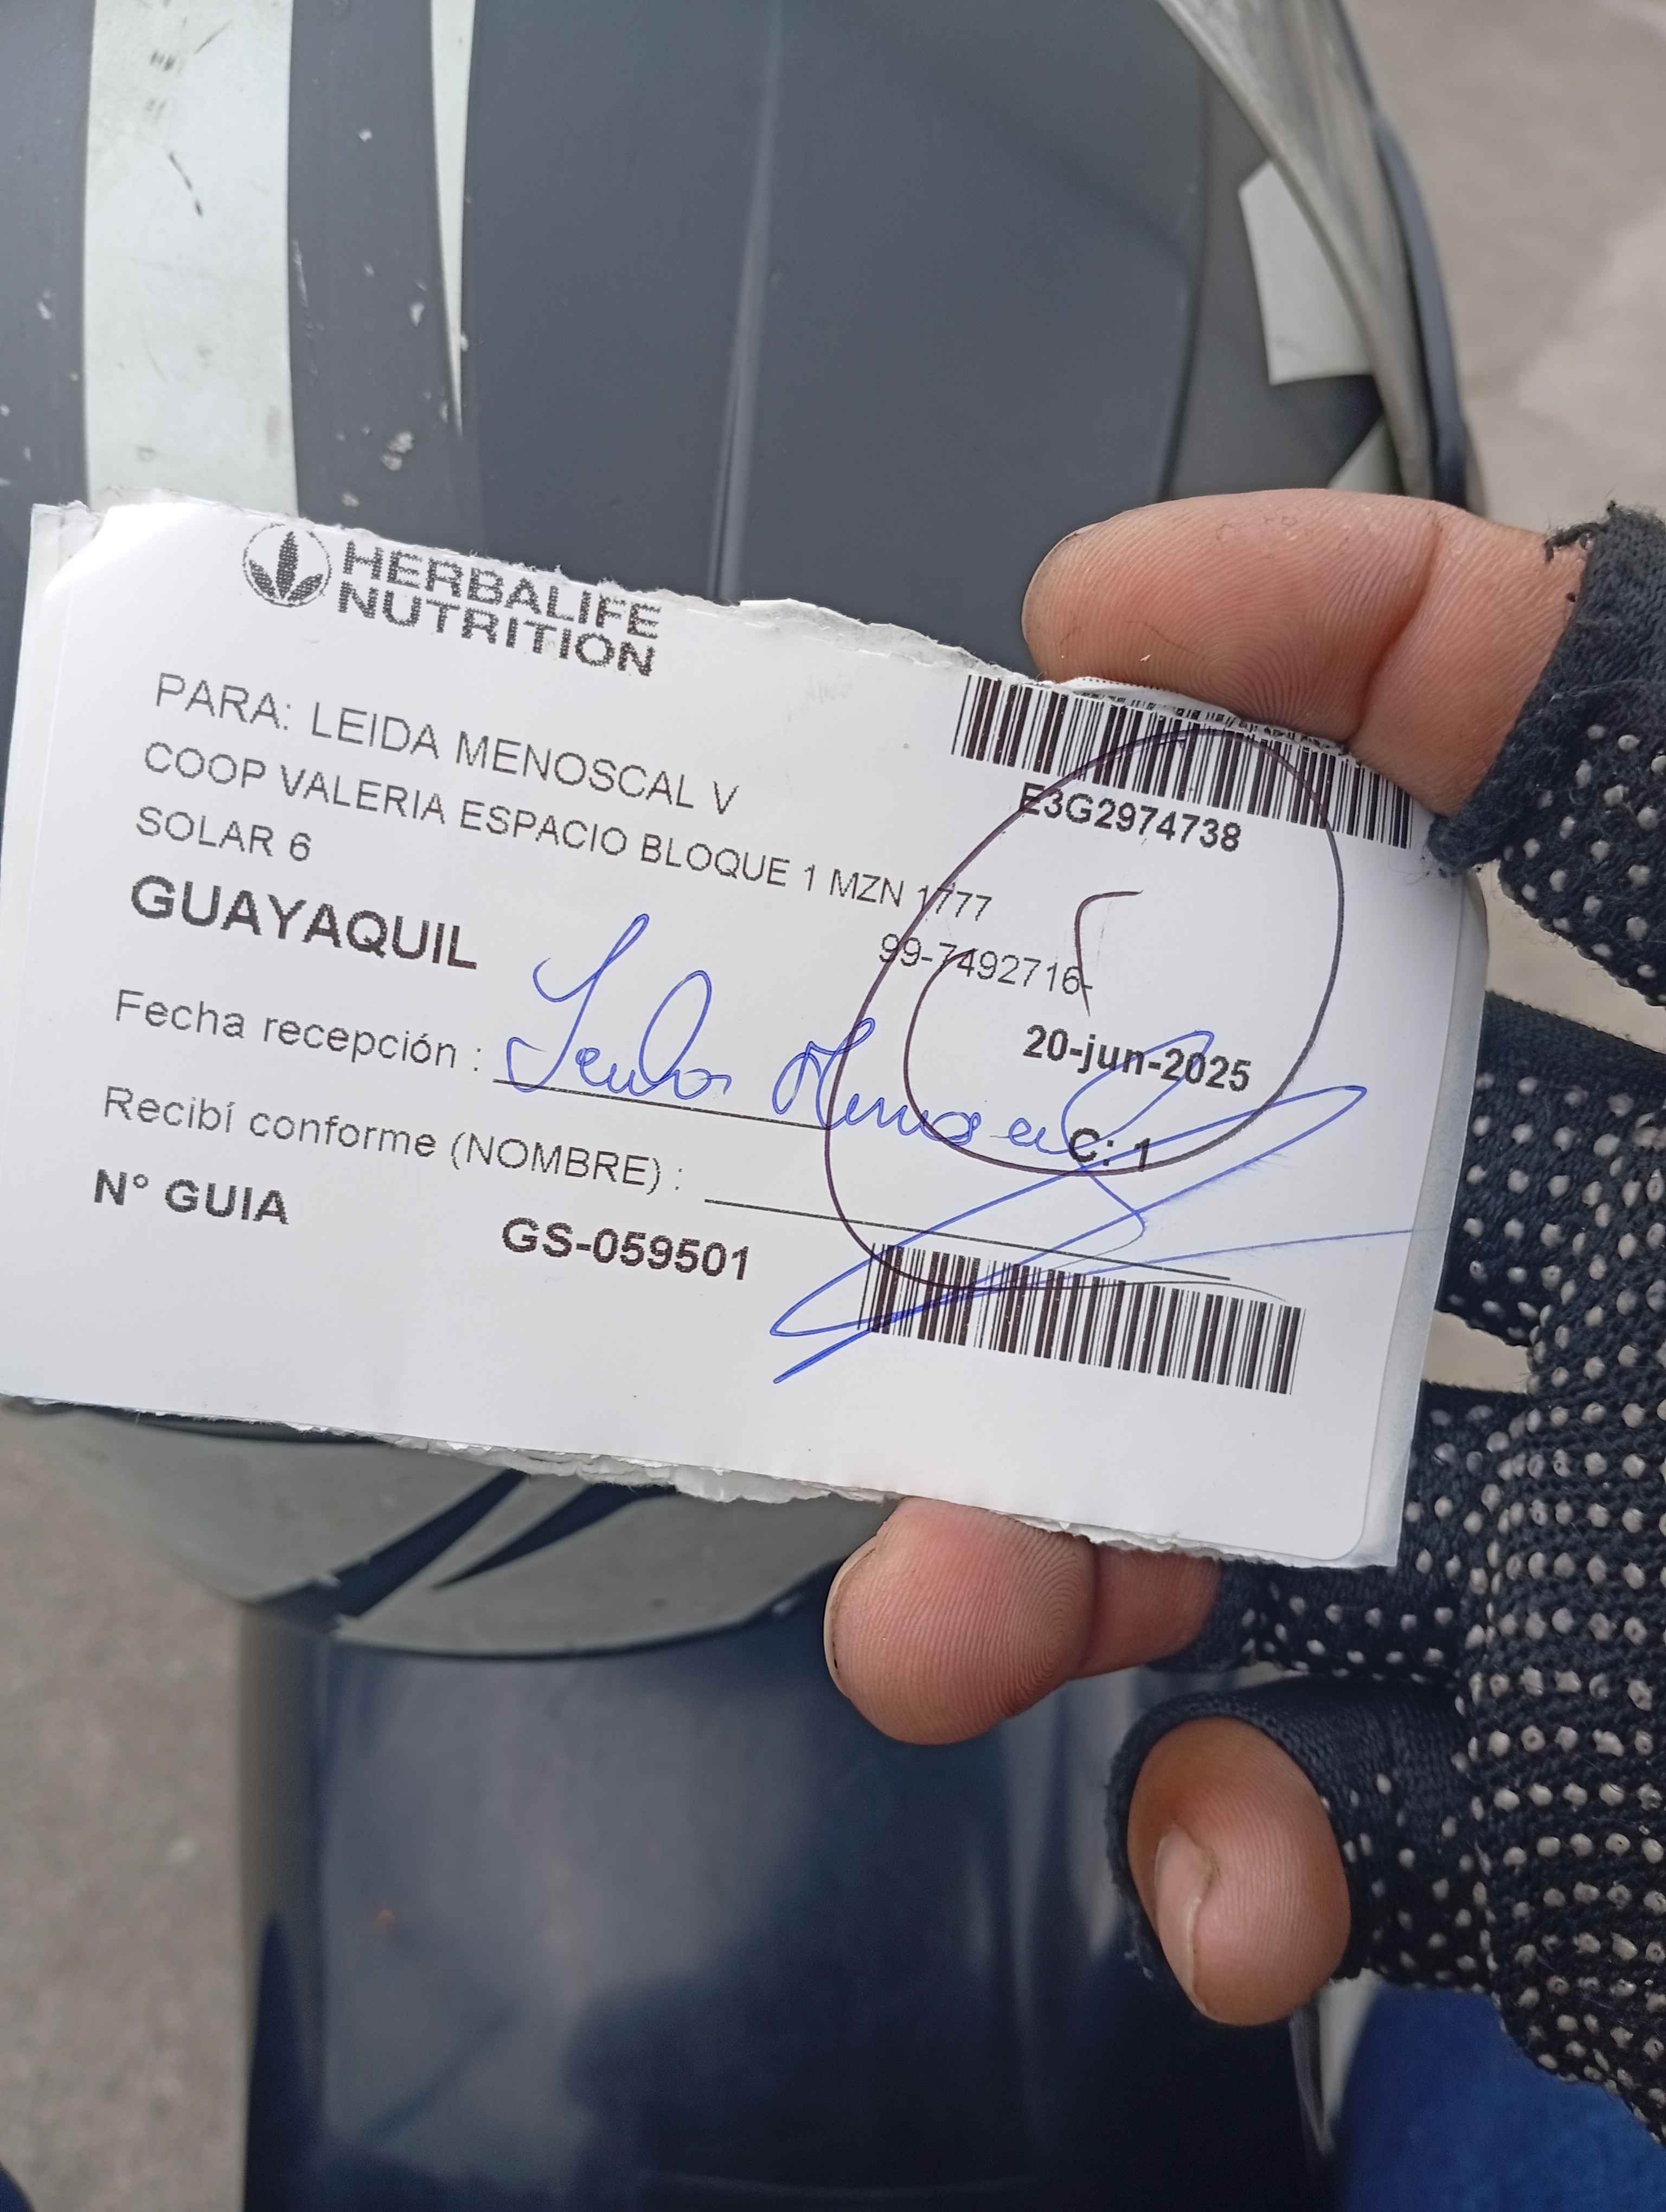 HERBALIFE
NUTRITION
PARA: LEIDA MENOSCAL V
COOP VALERIA ESPACIO BLOQUE 1 MZN 1777
SOLAR 6
GUAYAQUIL
E3G2974738
99-7492716-
20-jun-2025
Fecha recepción :
C: 1
Recibí conforme (NOMBRE) :
N° GUIA
GS-059501